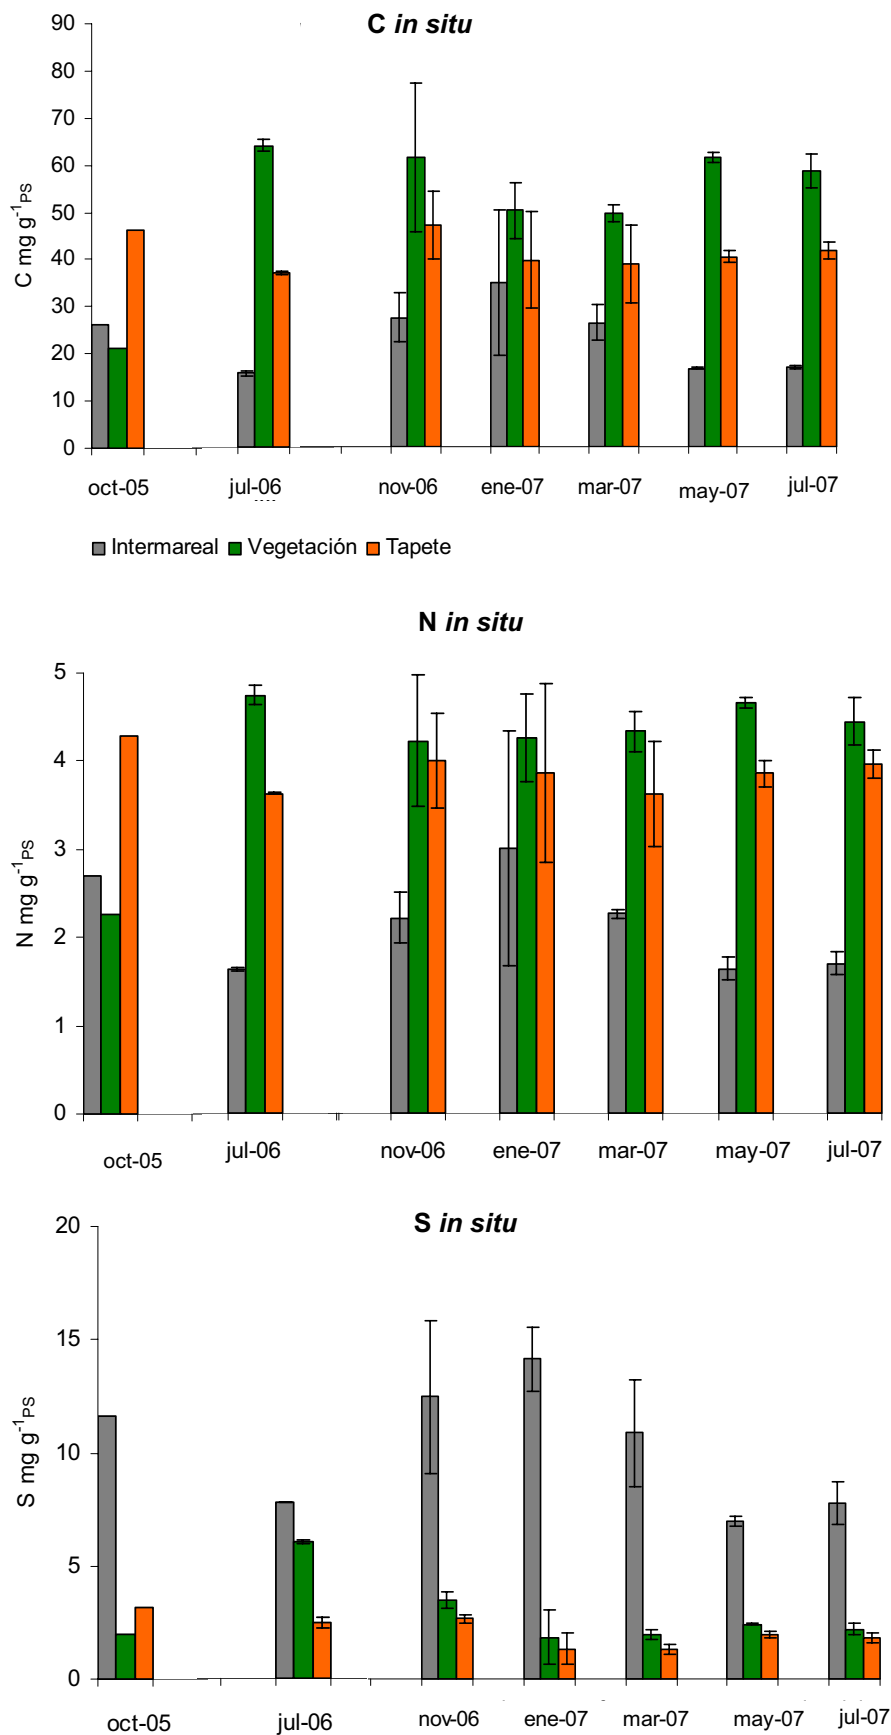 C in situ
90
80
70
60
50
40
30
20
10
0
C mg g-1PS
oct-05 jul-06 nov-06 ene-07 mar-07 may-07 jul-07
Intermareal Vegetación Tapete
N in situ
5
4
3
2
1
0
N mg g-1PS
oct-05 jul-06 nov-06 ene-07 mar-07 may-07 jul-07
S in situ
20
15
10
5
0
S mg g-1PS
oct-05 jul-06 nov-06 ene-07 mar-07 may-07 jul-07